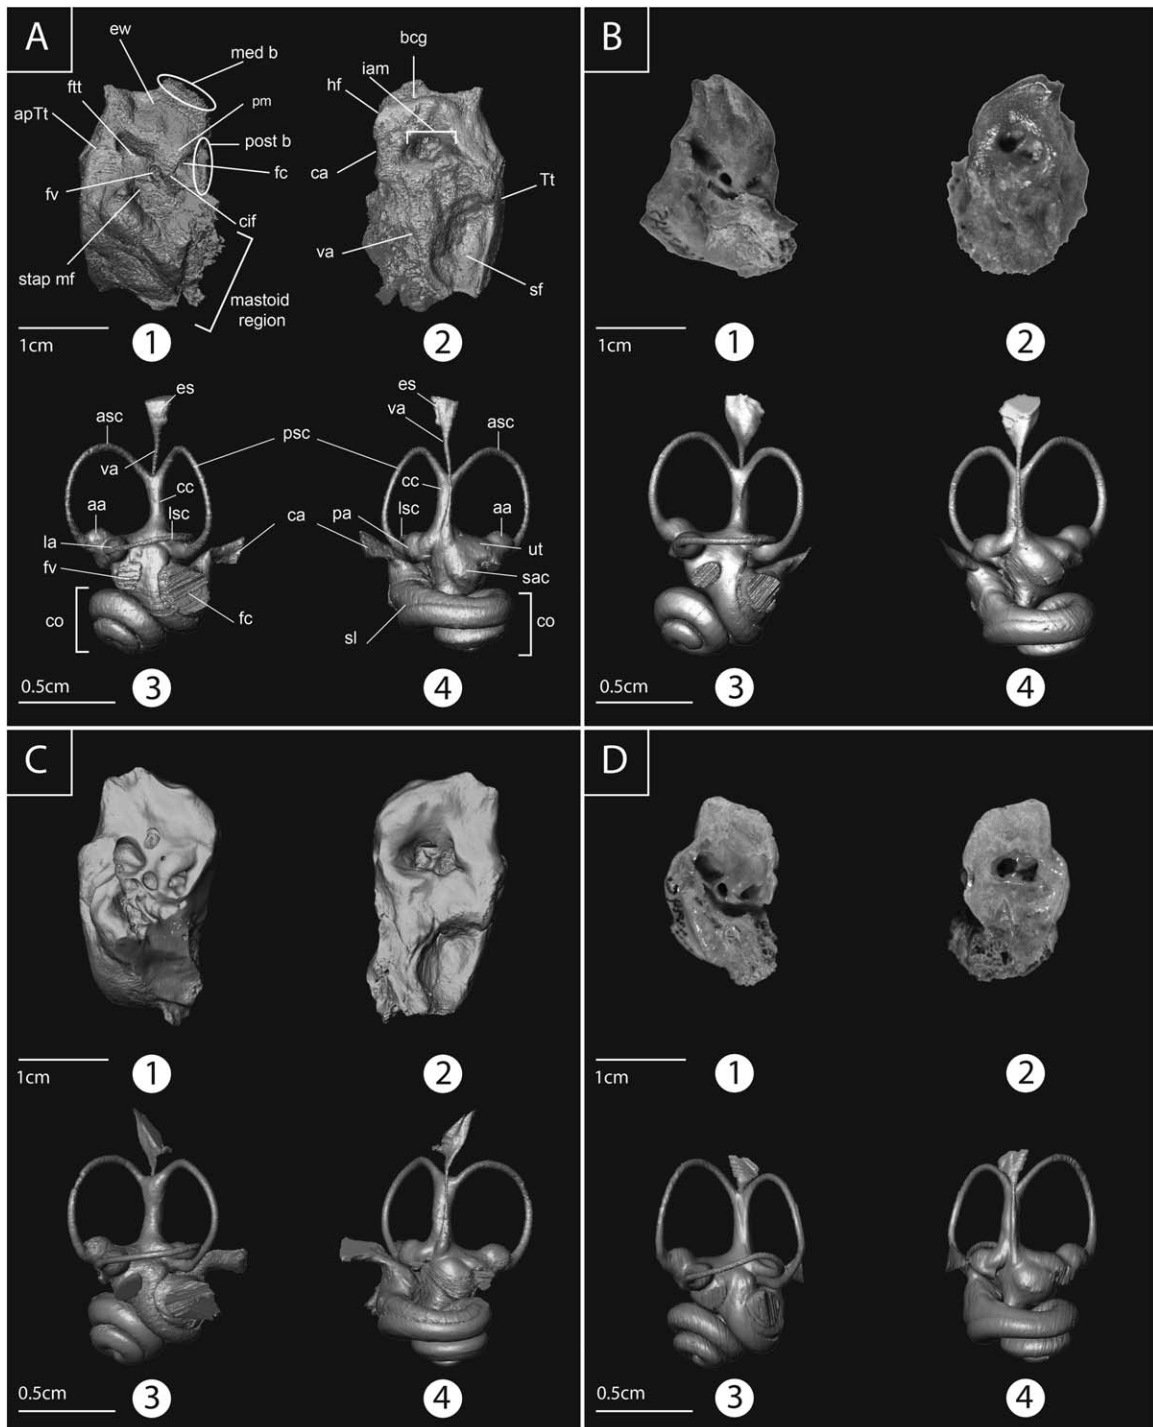 A
ew
med b
ftt
pm
apTt
post b
fc
fv
cif
stap mf
mastoid
region
1cm
1
bcg
iam
hf
ca
Tt
va
sf
2
es
asc
psc
va
cc
aa
lsc
la
ca
fv
co
fc
0.5cm
3
es
va
asc
cc
lsc
pa
aa
ut
sac
sl
co
4
B
1cm
1
2
0.5cm
3
4
C
1cm
1
2
0.5cm
3
4
D
1cm
1
2
0.5cm
3
4